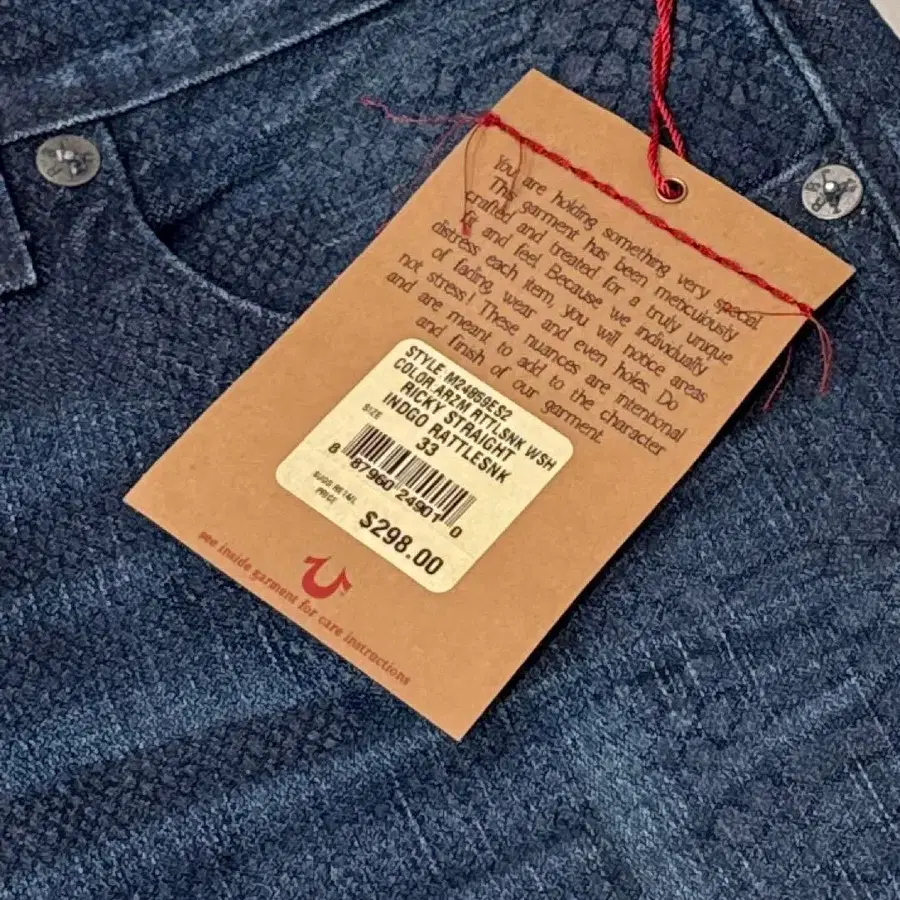 You are holding something very special
This garment has been meticulously
crafted and treated for a truly unique
fit and feel. Because we individually
distress each item, you will notice areas
of fading, wear and even holes. Do
not stress! These nuances are intentional
and are meant to add to the character
and finish of our garment
STYLE M24859ES2
COLOR ARZM RTTLSNK WSH
RICKY STRAIGHT
INDGO RATTLESNK
SIZE
33
8 87960 24901 0
SUGG RETAIL
PRICE
$298.00
see inside garment for care instructions